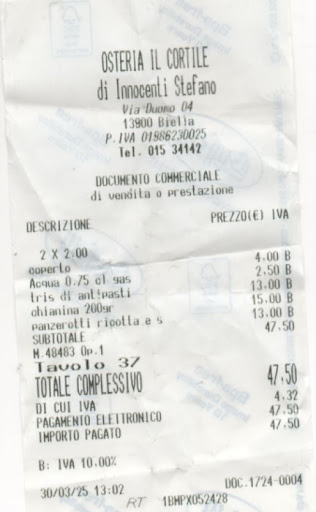 OSTERIA IL CORTILE
di Innocenti Stefano
Via Duomo 04
13900 Biella
P.IVA 01986230025
Tel. 015 34142
DOCUMENTO COMMERCIALE
di vendita o prestazione
DESCRIZIONE PREZZO(€) IVA
2 X 2.00
coperto 4.00 B
Acqua 0.75 cl gas 2.50 B
tris di antipasti 13.00 B
chianina 200gr 15.00 B
panzerotti ricotta e s 13.00 B
SUBTOTALE 47.50
M.48483 Op.1
Tavolo 37
TOTALE COMPLESSIVO 47,50
DI CUI IVA 4.32
PAGAMENTO ELETTRONICO 47.50
IMPORTO PAGATO 47.50
B: IVA 10.00%
30/03/25 13:02 DOC.1724-0004
RT 1BMPX052428